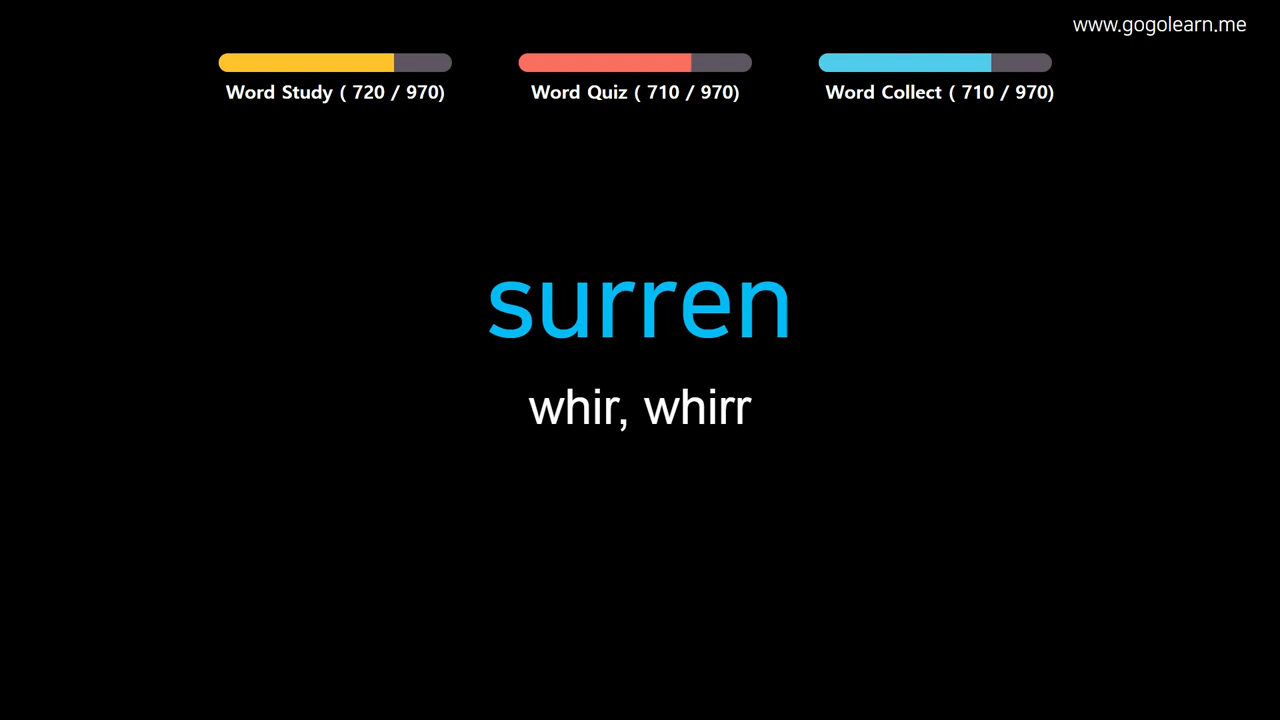 www.gogolearn.me
Word Study ( 720 / 970)
Word Quiz ( 710 / 970)
Word Collect ( 710 / 970)
surren
whir, whirr